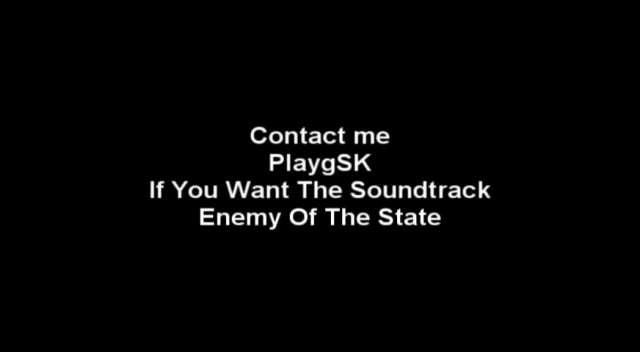 Contact me
PlaygSK
If You Want The Soundtrack
Enemy Of The State